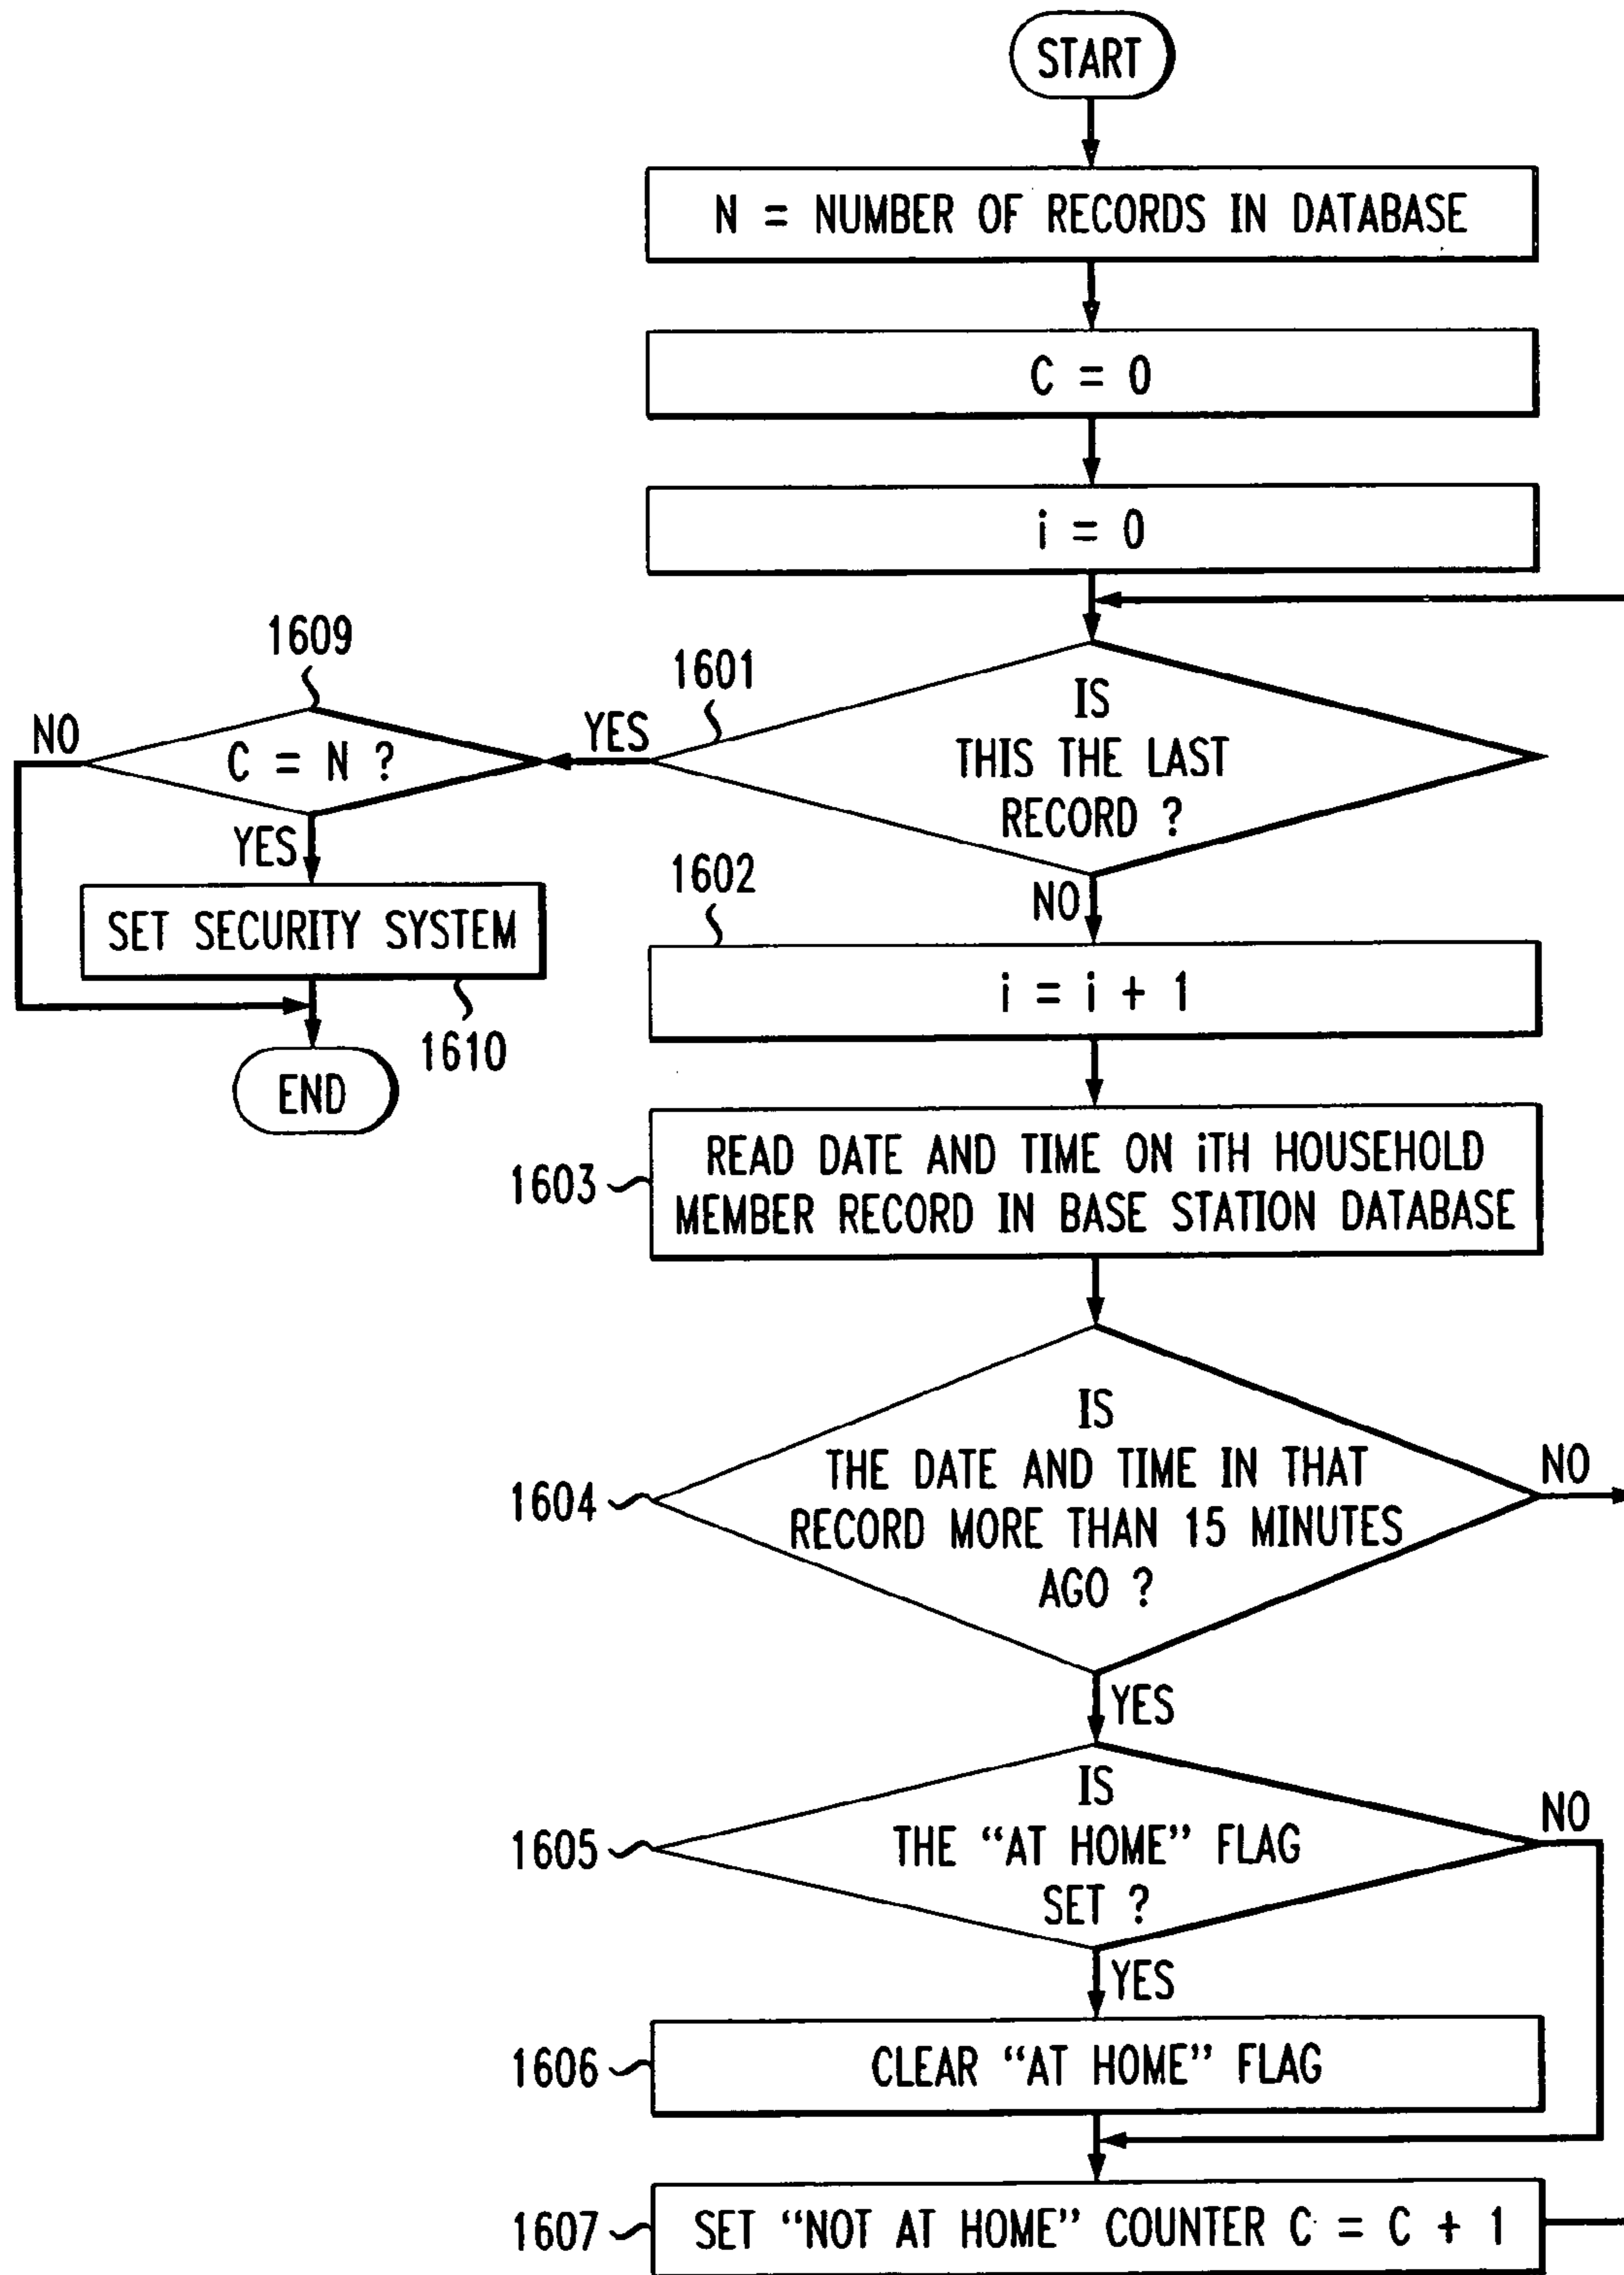 START
N = NUMBER OF RECORDS IN DATABASE
C = 0
i = 0
1609
1601
NO
C = N ?
YES
IS
THIS THE LAST
RECORD ?
YES
SET SECURITY SYSTEM
1610
END
1602
NO
i = i + 1
1603
READ DATE AND TIME ON iTH HOUSEHOLD
MEMBER RECORD IN BASE STATION DATABASE
1604
IS
THE DATE AND TIME IN THAT
RECORD MORE THAN 15 MINUTES
AGO ?
NO
YES
1605
IS
THE “AT HOME” FLAG
SET ?
NO
YES
1606
CLEAR “AT HOME” FLAG
1607
SET “NOT AT HOME” COUNTER C = C + 1